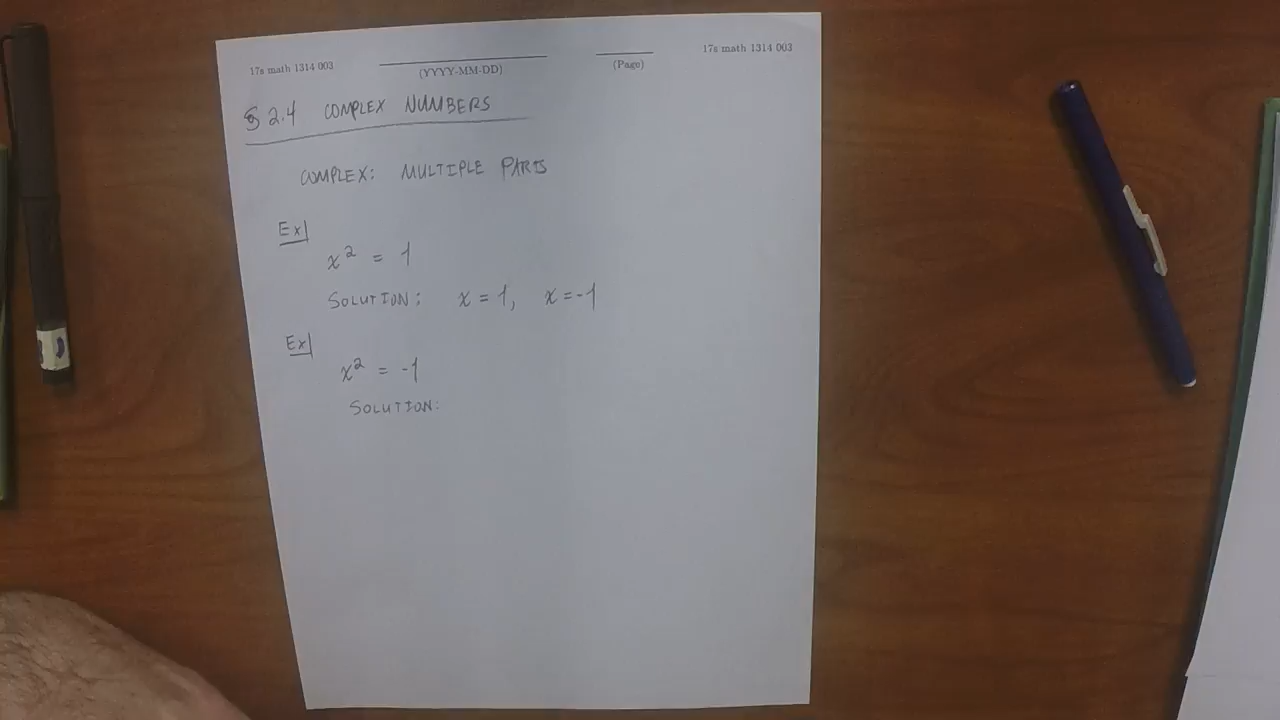 17s math 1314 003 (YYYY-MM-DD) (Page) 17s math 1314 003
§ 2.4 COMPLEX NUMBERS
COMPLEX: MULTIPLE PARTS
Ex|
x² = 1
SOLUTION: x = 1, x = -1
Ex|
x² = -1
SOLUTION: